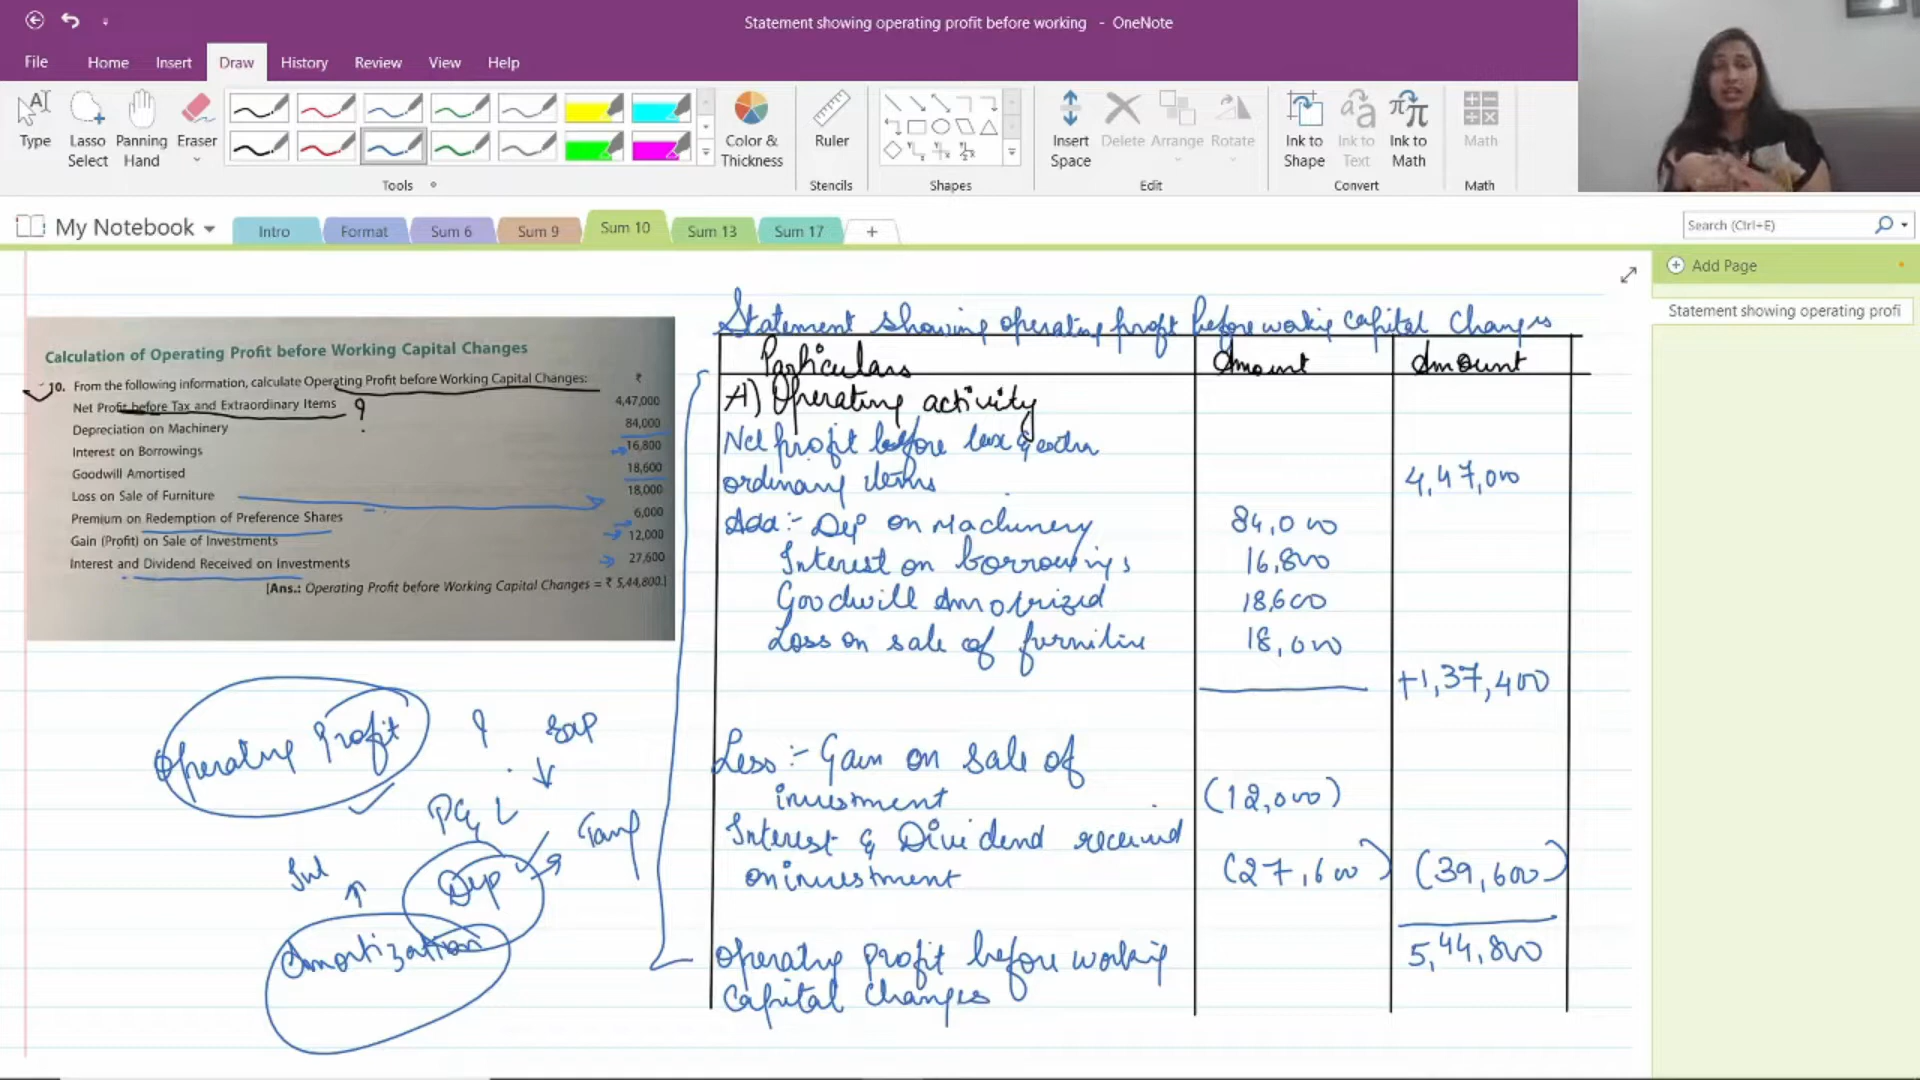 Statement showing operating profit before working - OneNote
File Home Insert Draw History Review View Help
Type
Lasso Select
Panning Hand
Eraser
Color & Thickness
Ruler
Insert Space
Delete
Arrange
Rotate
Ink to Shape
Ink to Text
Ink to Math
Math
Tools
Stencils
Shapes
Edit
Convert
Math
My Notebook
Intro
Format
Sum 6
Sum 9
Sum 10
Sum 13
Sum 17
Search (Ctrl+E)
Add Page
Statement showing operating profi
Calculation of Operating Profit before Working Capital Changes
10. From the following information, calculate Operating Profit before Working Capital Changes: ₹
Net Profit before Tax and Extraordinary Items ? 4,47,000
Depreciation on Machinery 84,000
Interest on Borrowings 16,800
Goodwill Amortised 18,600
Loss on Sale of Furniture 18,000
Premium on Redemption of Preference Shares 6,000
Gain (Profit) on Sale of Investments 12,000
Interest and Dividend Received on Investments 27,600
[Ans.: Operating Profit before Working Capital Changes = ₹ 5,44,800.]
Operating Profit
P & L
Dep
Amortization
Statement showing operating profit before working capital changes
Particulars Amount Amount
A) Operating activity
Net profit before tax & extra
ordinary items 4,47,000
Add:- Dep on Machinery 84,000
Interest on borrowings 16,800
Goodwill Amotrized 18,600
Loss on sale of furniture 18,000
+1,37,400
Less:- Gain on sale of
investment (12,000)
Interest & Dividend received
on investment (27,600) (39,600)
Operating profit before working 5,44,800
capital changes